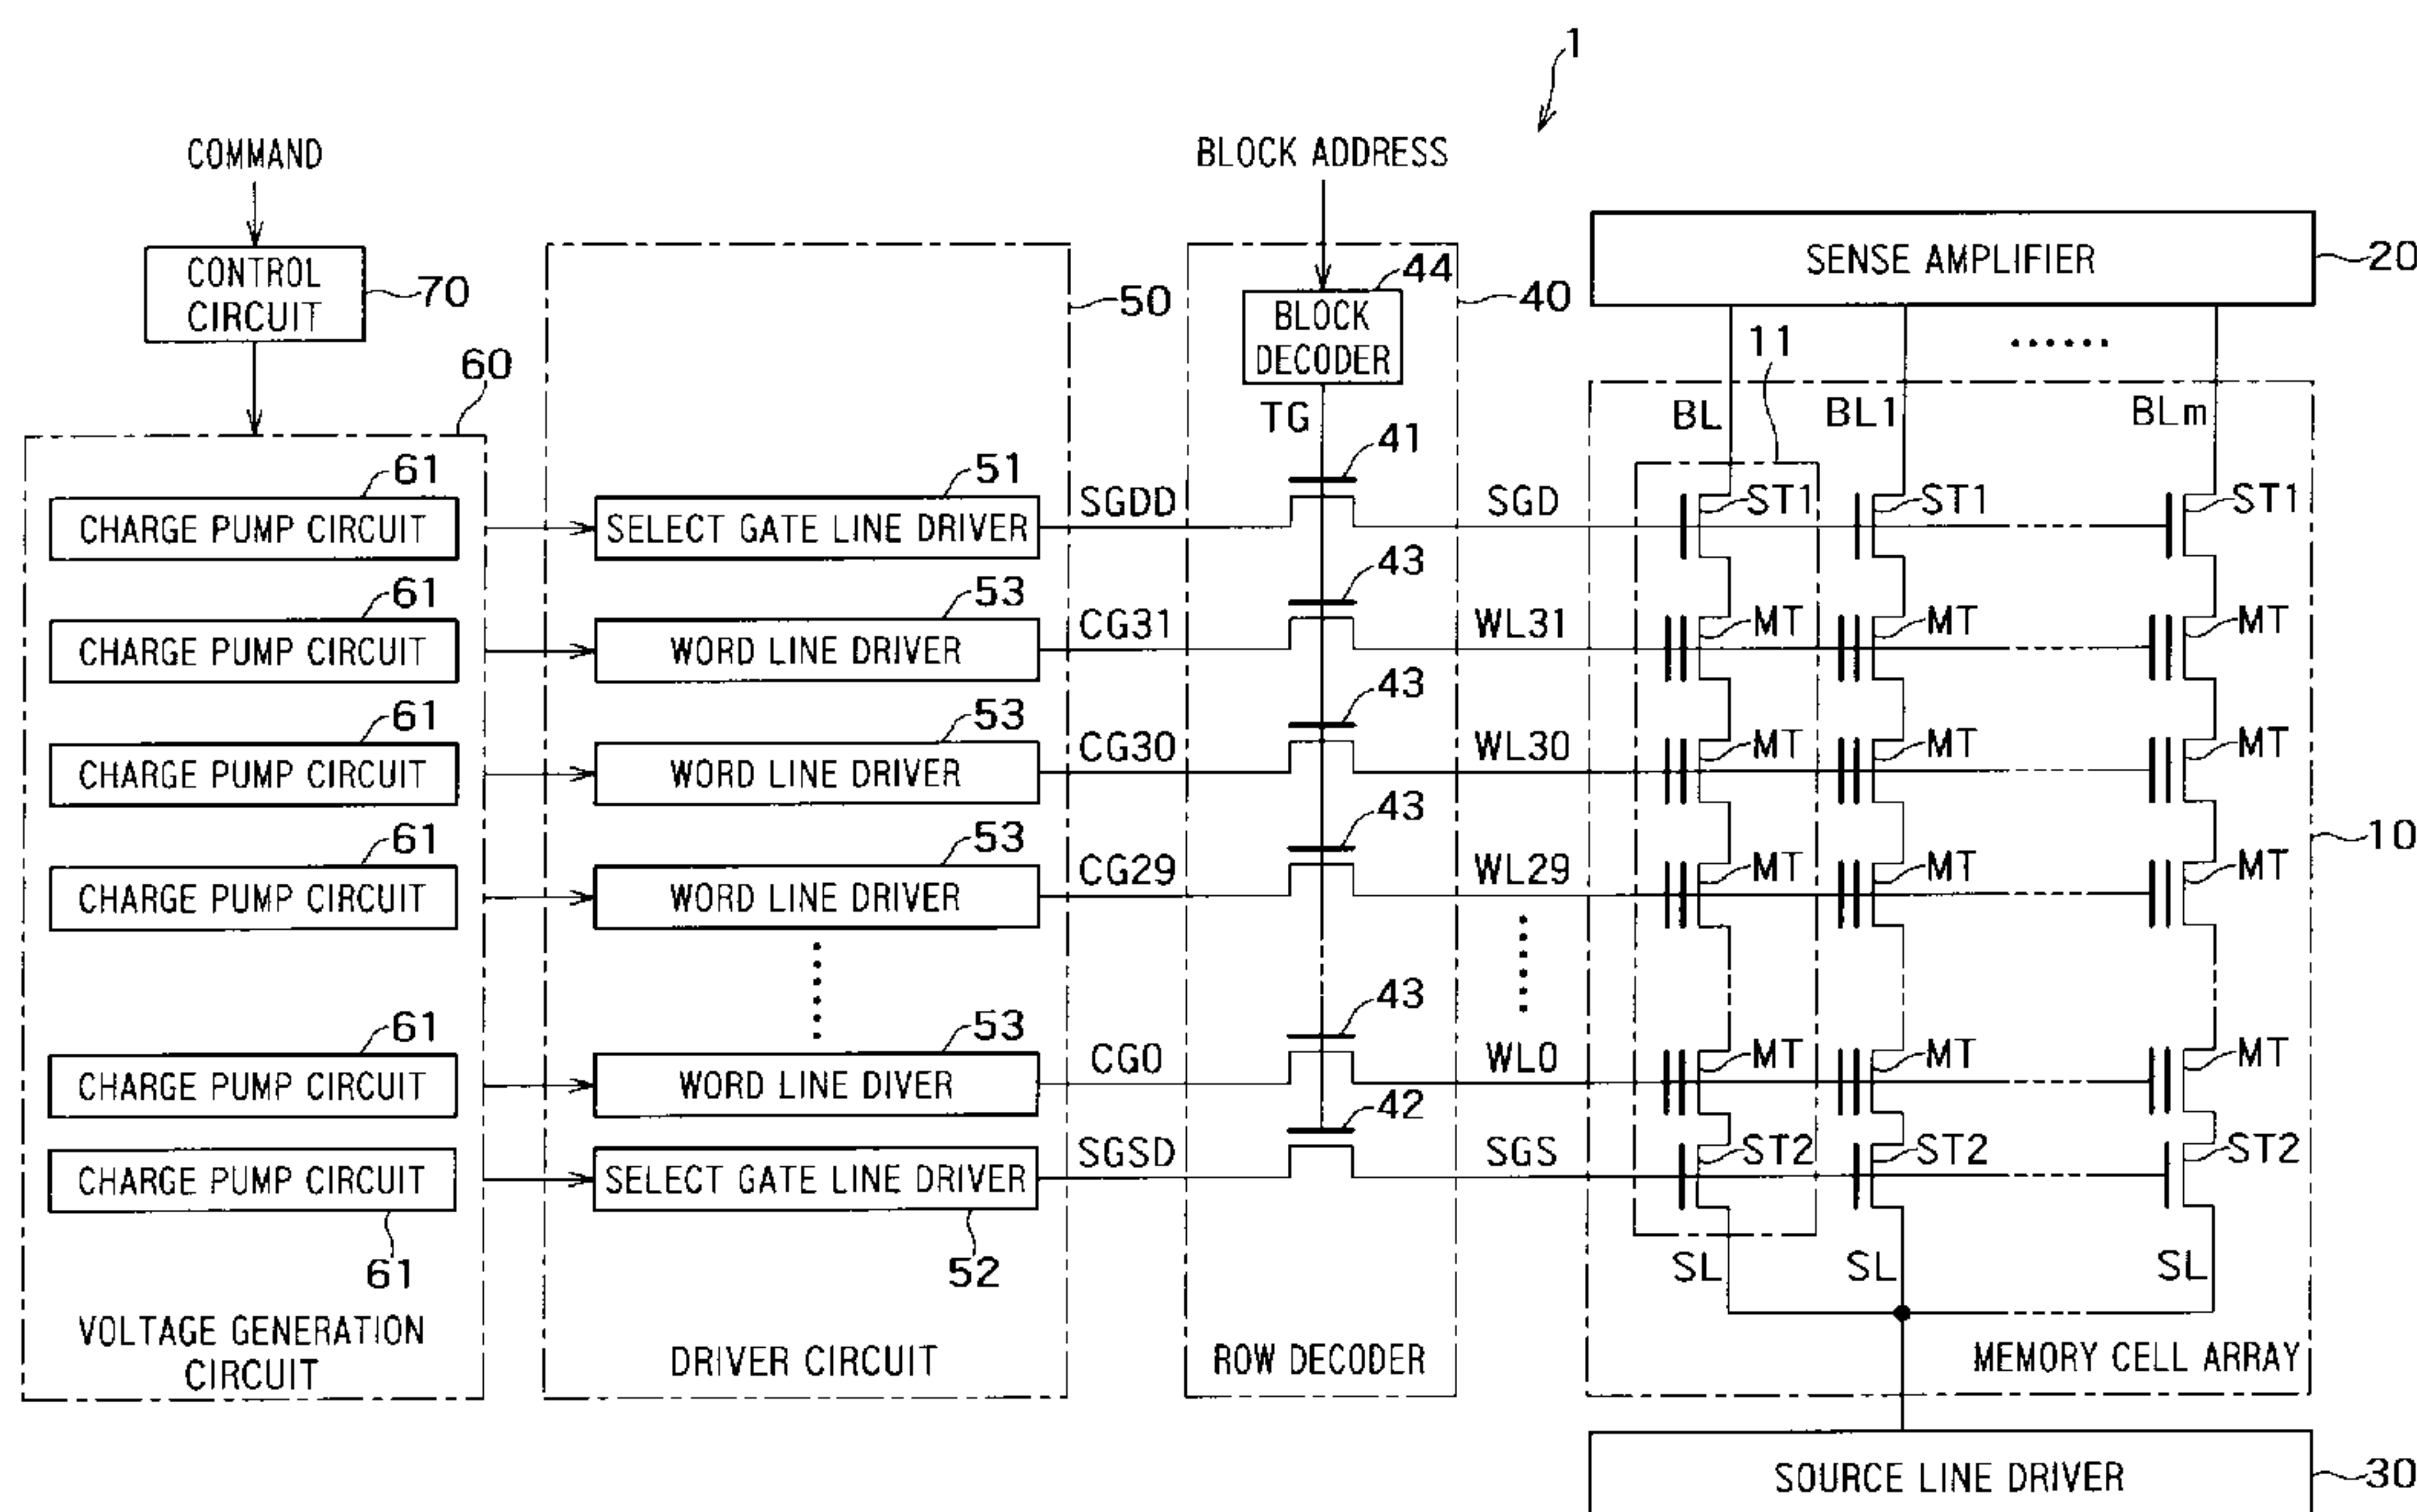 1
COMMAND
BLOCK ADDRESS
CONTROL
CIRCUIT
70
SENSE AMPLIFIER
20
44
BLOCK
DECODER
40
50
60
11
TG
BL
BL1
BLm
61
51
41
CHARGE PUMP CIRCUIT
SELECT GATE LINE DRIVER
SGDD
SGD
ST1
ST1
ST1
61
53
43
CHARGE PUMP CIRCUIT
WORD LINE DRIVER
CG31
WL31
MT
MT
MT
61
53
43
CHARGE PUMP CIRCUIT
WORD LINE DRIVER
CG30
WL30
MT
MT
MT
61
53
43
10
CHARGE PUMP CIRCUIT
WORD LINE DRIVER
CG29
WL29
MT
MT
MT
61
53
43
CHARGE PUMP CIRCUIT
WORD LINE DIVER
CG0
WL0
MT
MT
MT
42
CHARGE PUMP CIRCUIT
SELECT GATE LINE DRIVER
SGSD
SGS
ST2
ST2
ST2
61
52
SL
SL
SL
VOLTAGE GENERATION
CIRCUIT
DRIVER CIRCUIT
ROW DECODER
MEMORY CELL ARRAY
SOURCE LINE DRIVER
30